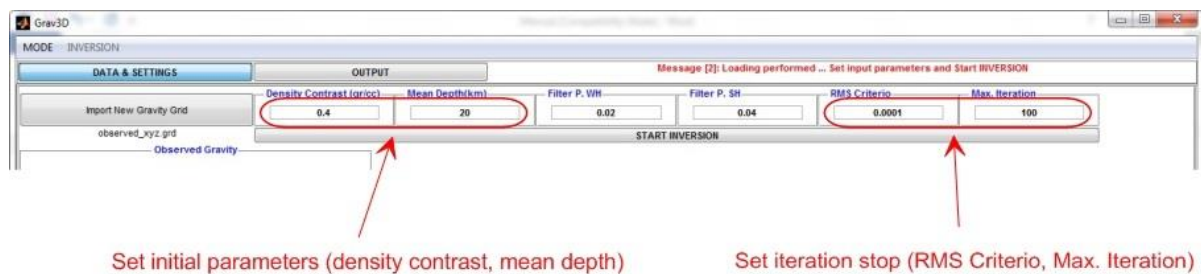 Grav3D
MODE INVERSION
DATA & SETTINGS OUTPUT Message [2]: Loading performed ... Set input parameters and Start INVERSION
Density Contrast (gr/cc) Mean Depth(km) Filter P. WH Filter P. SH RMS Criterio Max. Iteration
Import New Gravity Grid 0.4 20 0.02 0.04 0.0001 100
observed_xyz.grd START INVERSION
Observed Gravity
Set initial parameters (density contrast, mean depth) Set iteration stop (RMS Criterio, Max. Iteration)